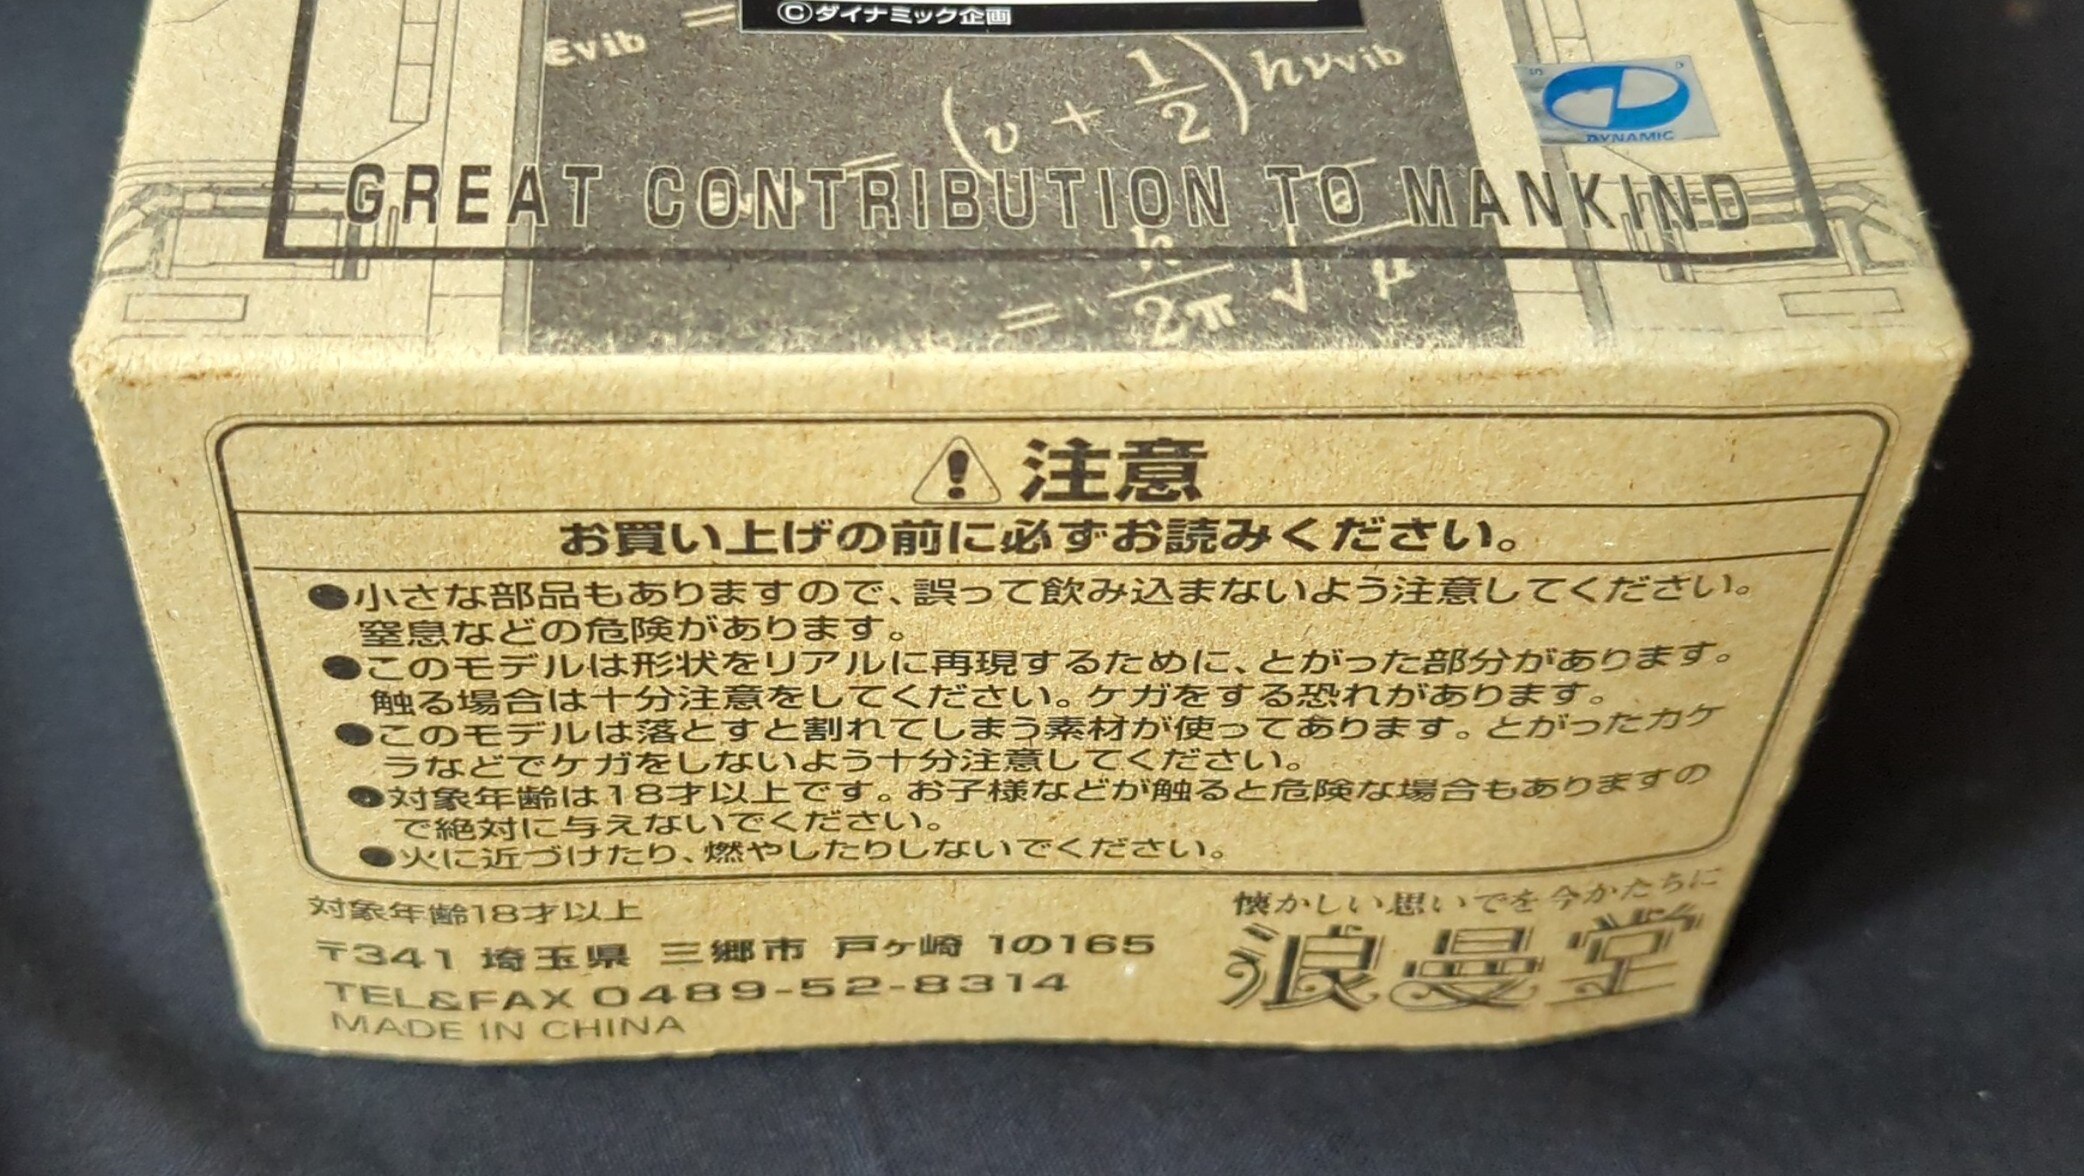 ©ダイナミック企画
Evib =
= (v + 1/2) hνvib
DYNAMIC
GREAT CONTRIBUTION TO MANKIND
= h/2π √ μ
注意
お買い上げの前に必ずお読みください。
●小さな部品もありますので、誤って飲み込まないよう注意してください。
窒息などの危険があります。
●このモデルは形状をリアルに再現するために、とがった部分があります。
触る場合は十分注意をしてください。ケガをする恐れがあります。
●このモデルは落とすと割れてしまう素材が使ってあります。とがったカケ
ラなどでケガをしないよう十分注意してください。
●対象年齢は18才以上です。お子様などが触ると危険な場合もありますの
で絶対に与えないでください。
●火に近づけたり、燃やしたりしないでください。
対象年齢18才以上
〒341 埼玉県 三郷市 戸ヶ崎 1の165
TEL&FAX 0489-52-8314
MADE IN CHINA
懐かしい思いでを今かたちに
浪曼堂